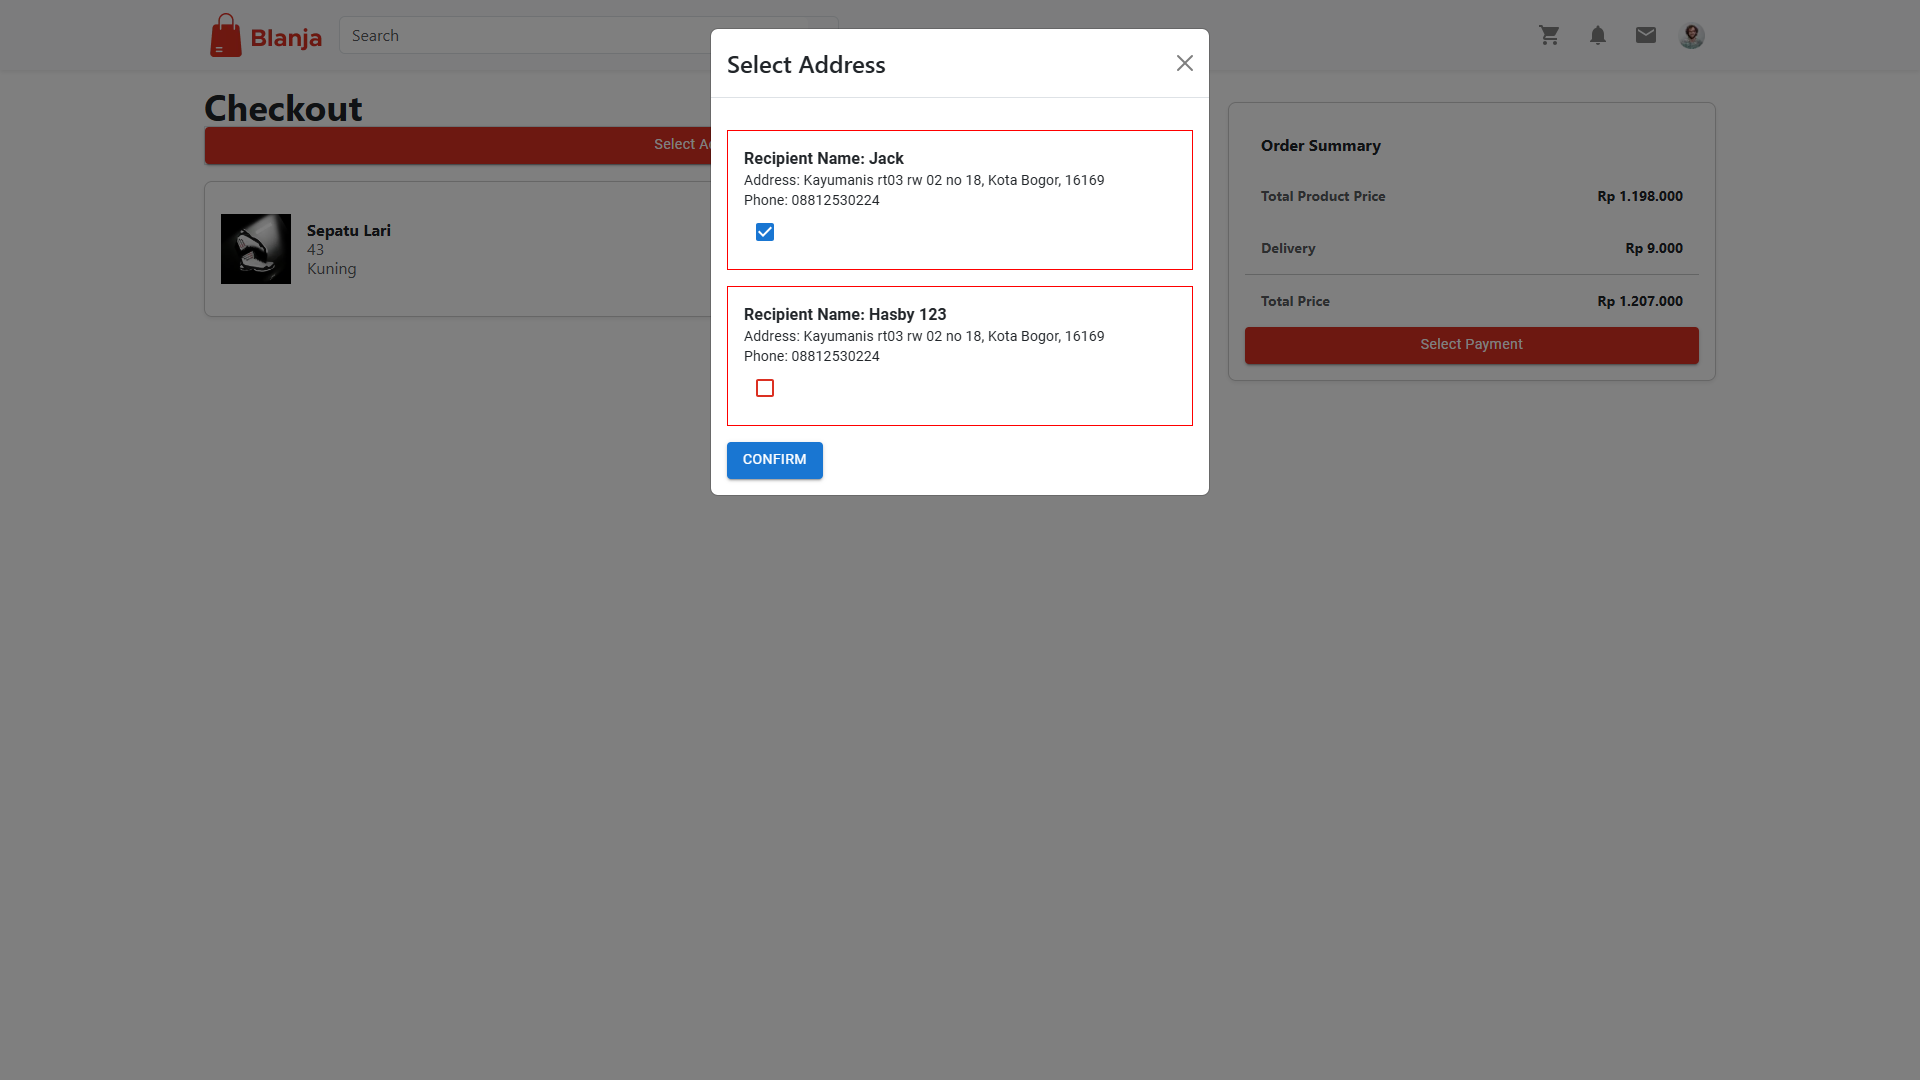 Blanja
Search
Select Address
Checkout
Select A
Sepatu Lari
43
Kuning
Recipient Name: Jack
Address: Kayumanis rt03 rw 02 no 18, Kota Bogor, 16169
Phone: 08812530224
Recipient Name: Hasby 123
Address: Kayumanis rt03 rw 02 no 18, Kota Bogor, 16169
Phone: 08812530224
CONFIRM
Order Summary
Total Product Price Rp 1.198.000
Delivery Rp 9.000
Total Price Rp 1.207.000
Select Payment